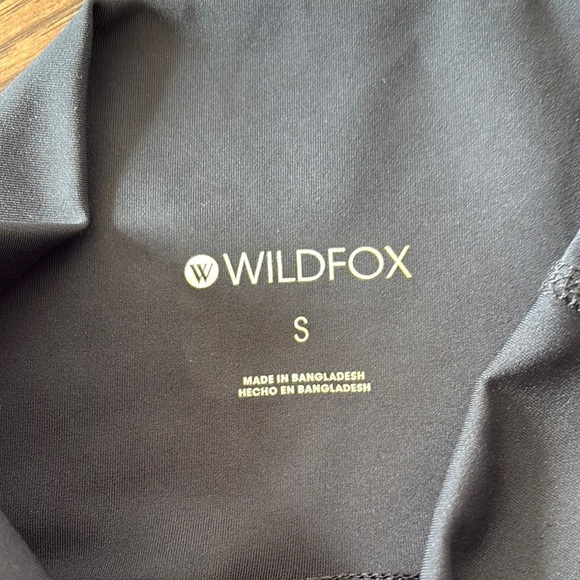 W WILDFOX
S
MADE IN BANGLADESH
HECHO EN BANGLADESH